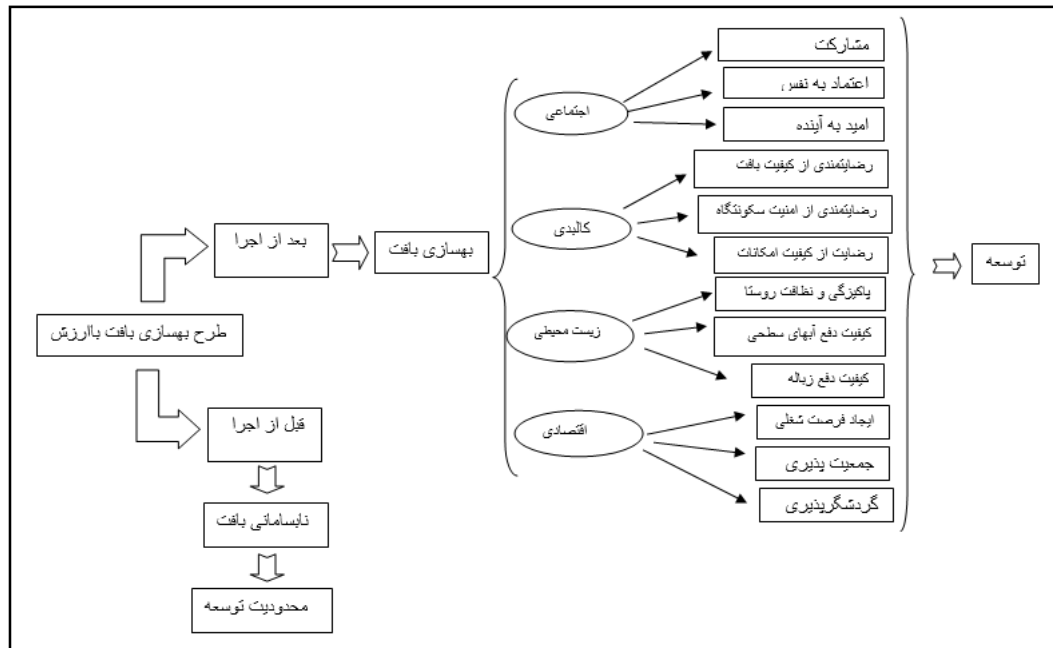 مشارکت
اعتماد به نفس
اجتماعی
امید به آینده
رضایتمندی از کیفیت بافت
رضایتمندی از امنیت سکونتگاه
کالبدی
رضایت از کیفیت امکانات
بعد از اجرا
بهسازی بافت
توسعه
پاکیزگی و نظافت روستا
زیست محیطی
کیفیت دفع آبهای سطحی
طرح بهسازی بافت باارزش
کیفیت دفع زباله
ایجاد فرصت شغلی
اقتصادی
قبل از اجرا
جمعیت پذیری
گردشگرپذیری
نابسامانی بافت
محدودیت توسعه